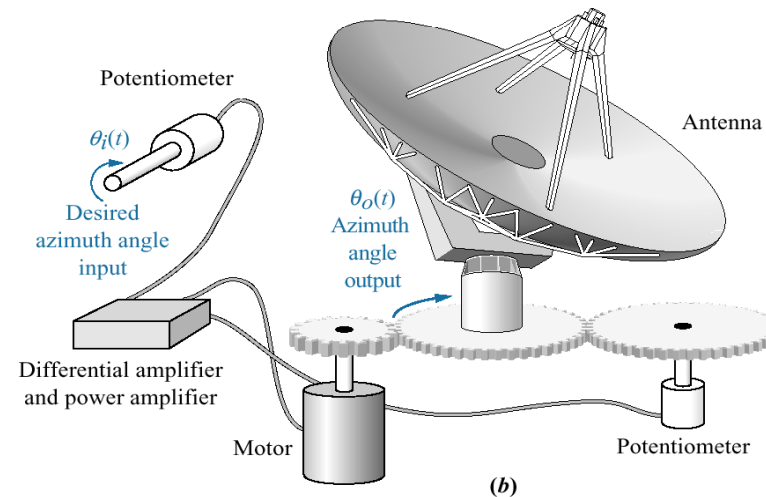 Potentiometer
θi(t)
Desired
azimuth angle
input
Antenna
θo(t)
Azimuth
angle
output
Differential amplifier
and power amplifier
Motor
Potentiometer
(b)